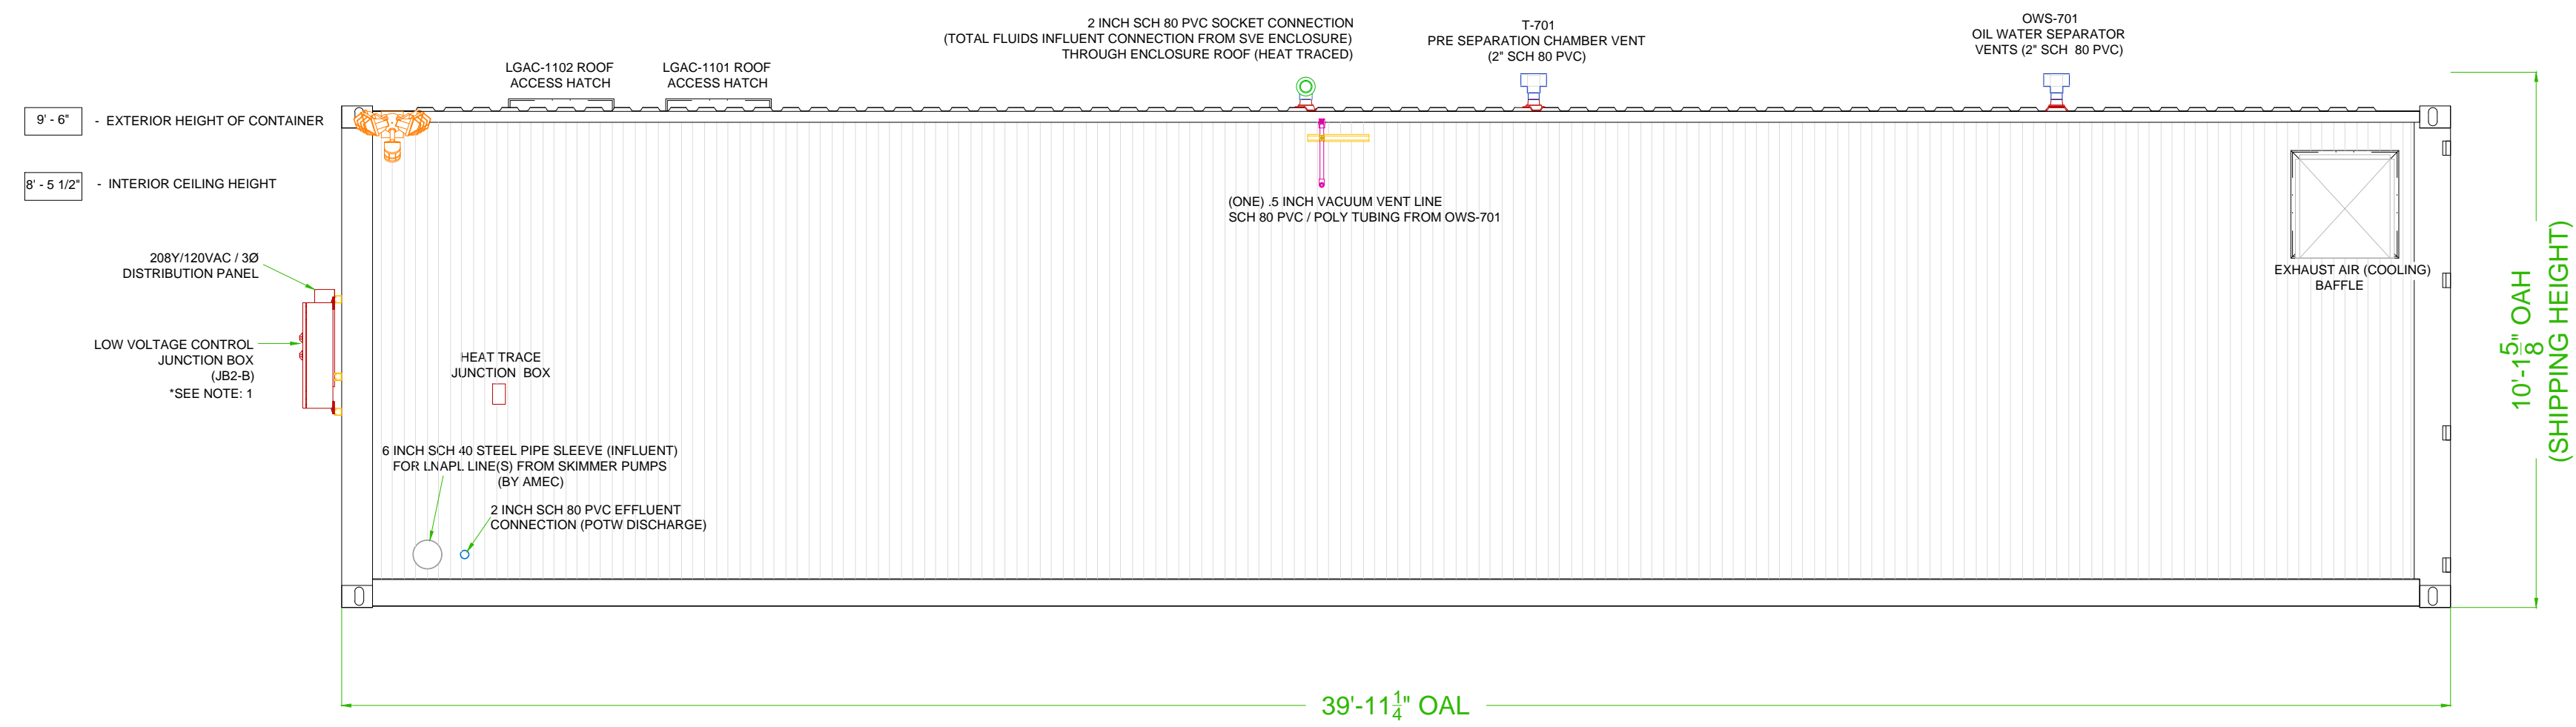 2 INCH SCH 80 PVC SOCKET CONNECTION
(TOTAL FLUIDS INFLUENT CONNECTION FROM SVE ENCLOSURE)
THROUGH ENCLOSURE ROOF (HEAT TRACED)
T-701
PRE SEPARATION CHAMBER VENT
(2" SCH 80 PVC)
OWS-701
OIL WATER SEPARATOR
VENTS (2" SCH 80 PVC)
LGAC-1102 ROOF
ACCESS HATCH
LGAC-1101 ROOF
ACCESS HATCH
9' - 6" - EXTERIOR HEIGHT OF CONTAINER
8' - 5 1/2" - INTERIOR CEILING HEIGHT
(ONE) .5 INCH VACUUM VENT LINE
SCH 80 PVC / POLY TUBING FROM OWS-701
208Y/120VAC / 3Ø
DISTRIBUTION PANEL
EXHAUST AIR (COOLING)
BAFFLE
LOW VOLTAGE CONTROL
JUNCTION BOX
(JB2-B)
*SEE NOTE: 1
HEAT TRACE
JUNCTION BOX
10'-1 5/8" OAH
(SHIPPING HEIGHT)
6 INCH SCH 40 STEEL PIPE SLEEVE (INFLUENT)
FOR LNAPL LINE(S) FROM SKIMMER PUMPS
(BY AMEC)
2 INCH SCH 80 PVC EFFLUENT
CONNECTION (POTW DISCHARGE)
39'-11 1/4" OAL